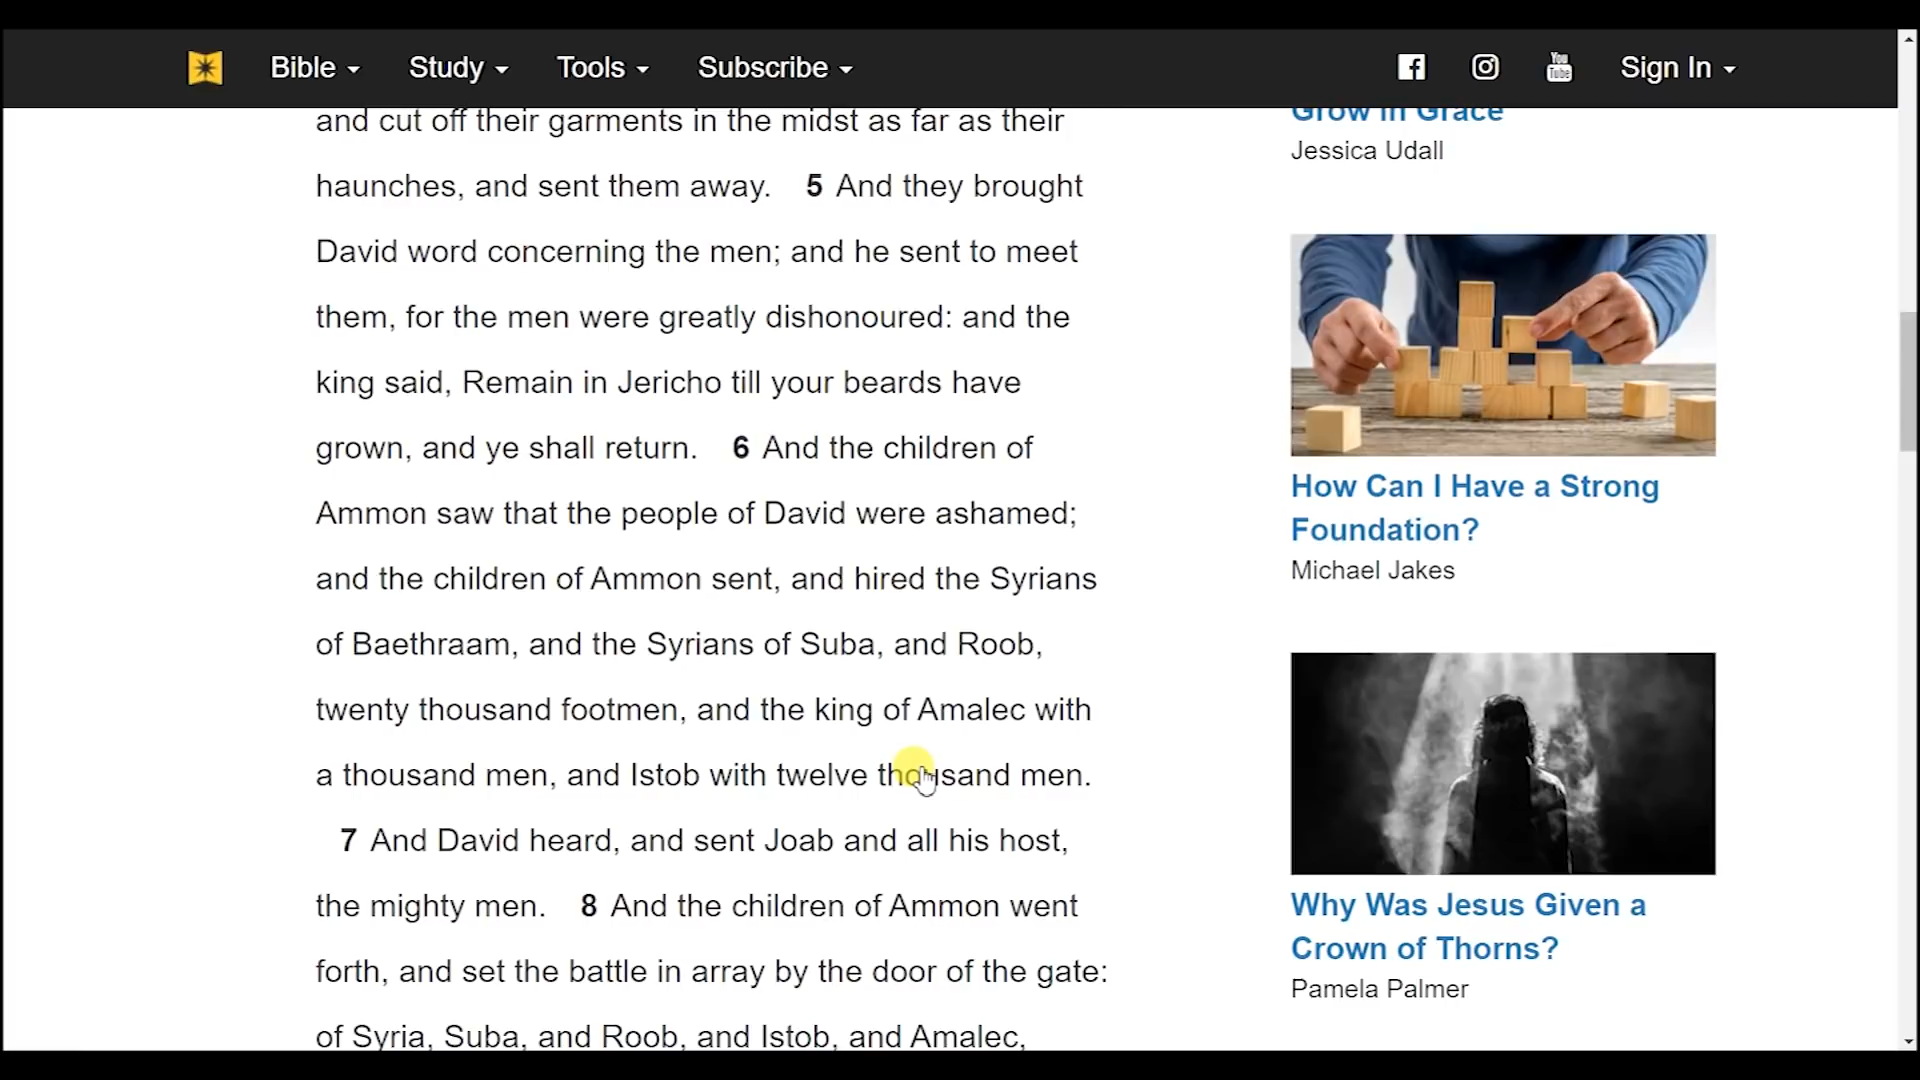 Bible Study Tools Subscribe Sign In
and cut off their garments in the midst as far as their
haunches, and sent them away. 5 And they brought
David word concerning the men; and he sent to meet
them, for the men were greatly dishonoured: and the
king said, Remain in Jericho till your beards have
grown, and ye shall return. 6 And the children of
Ammon saw that the people of David were ashamed;
and the children of Ammon sent, and hired the Syrians
of Baethraam, and the Syrians of Suba, and Roob,
twenty thousand footmen, and the king of Amalec with
a thousand men, and Istob with twelve thousand men.
7 And David heard, and sent Joab and all his host,
the mighty men. 8 And the children of Ammon went
forth, and set the battle in array by the door of the gate:
of Syria, Suba, and Roob, and Istob, and Amalec,
Grow in Grace
Jessica Udall
How Can I Have a Strong
Foundation?
Michael Jakes
Why Was Jesus Given a
Crown of Thorns?
Pamela Palmer
You
Tube